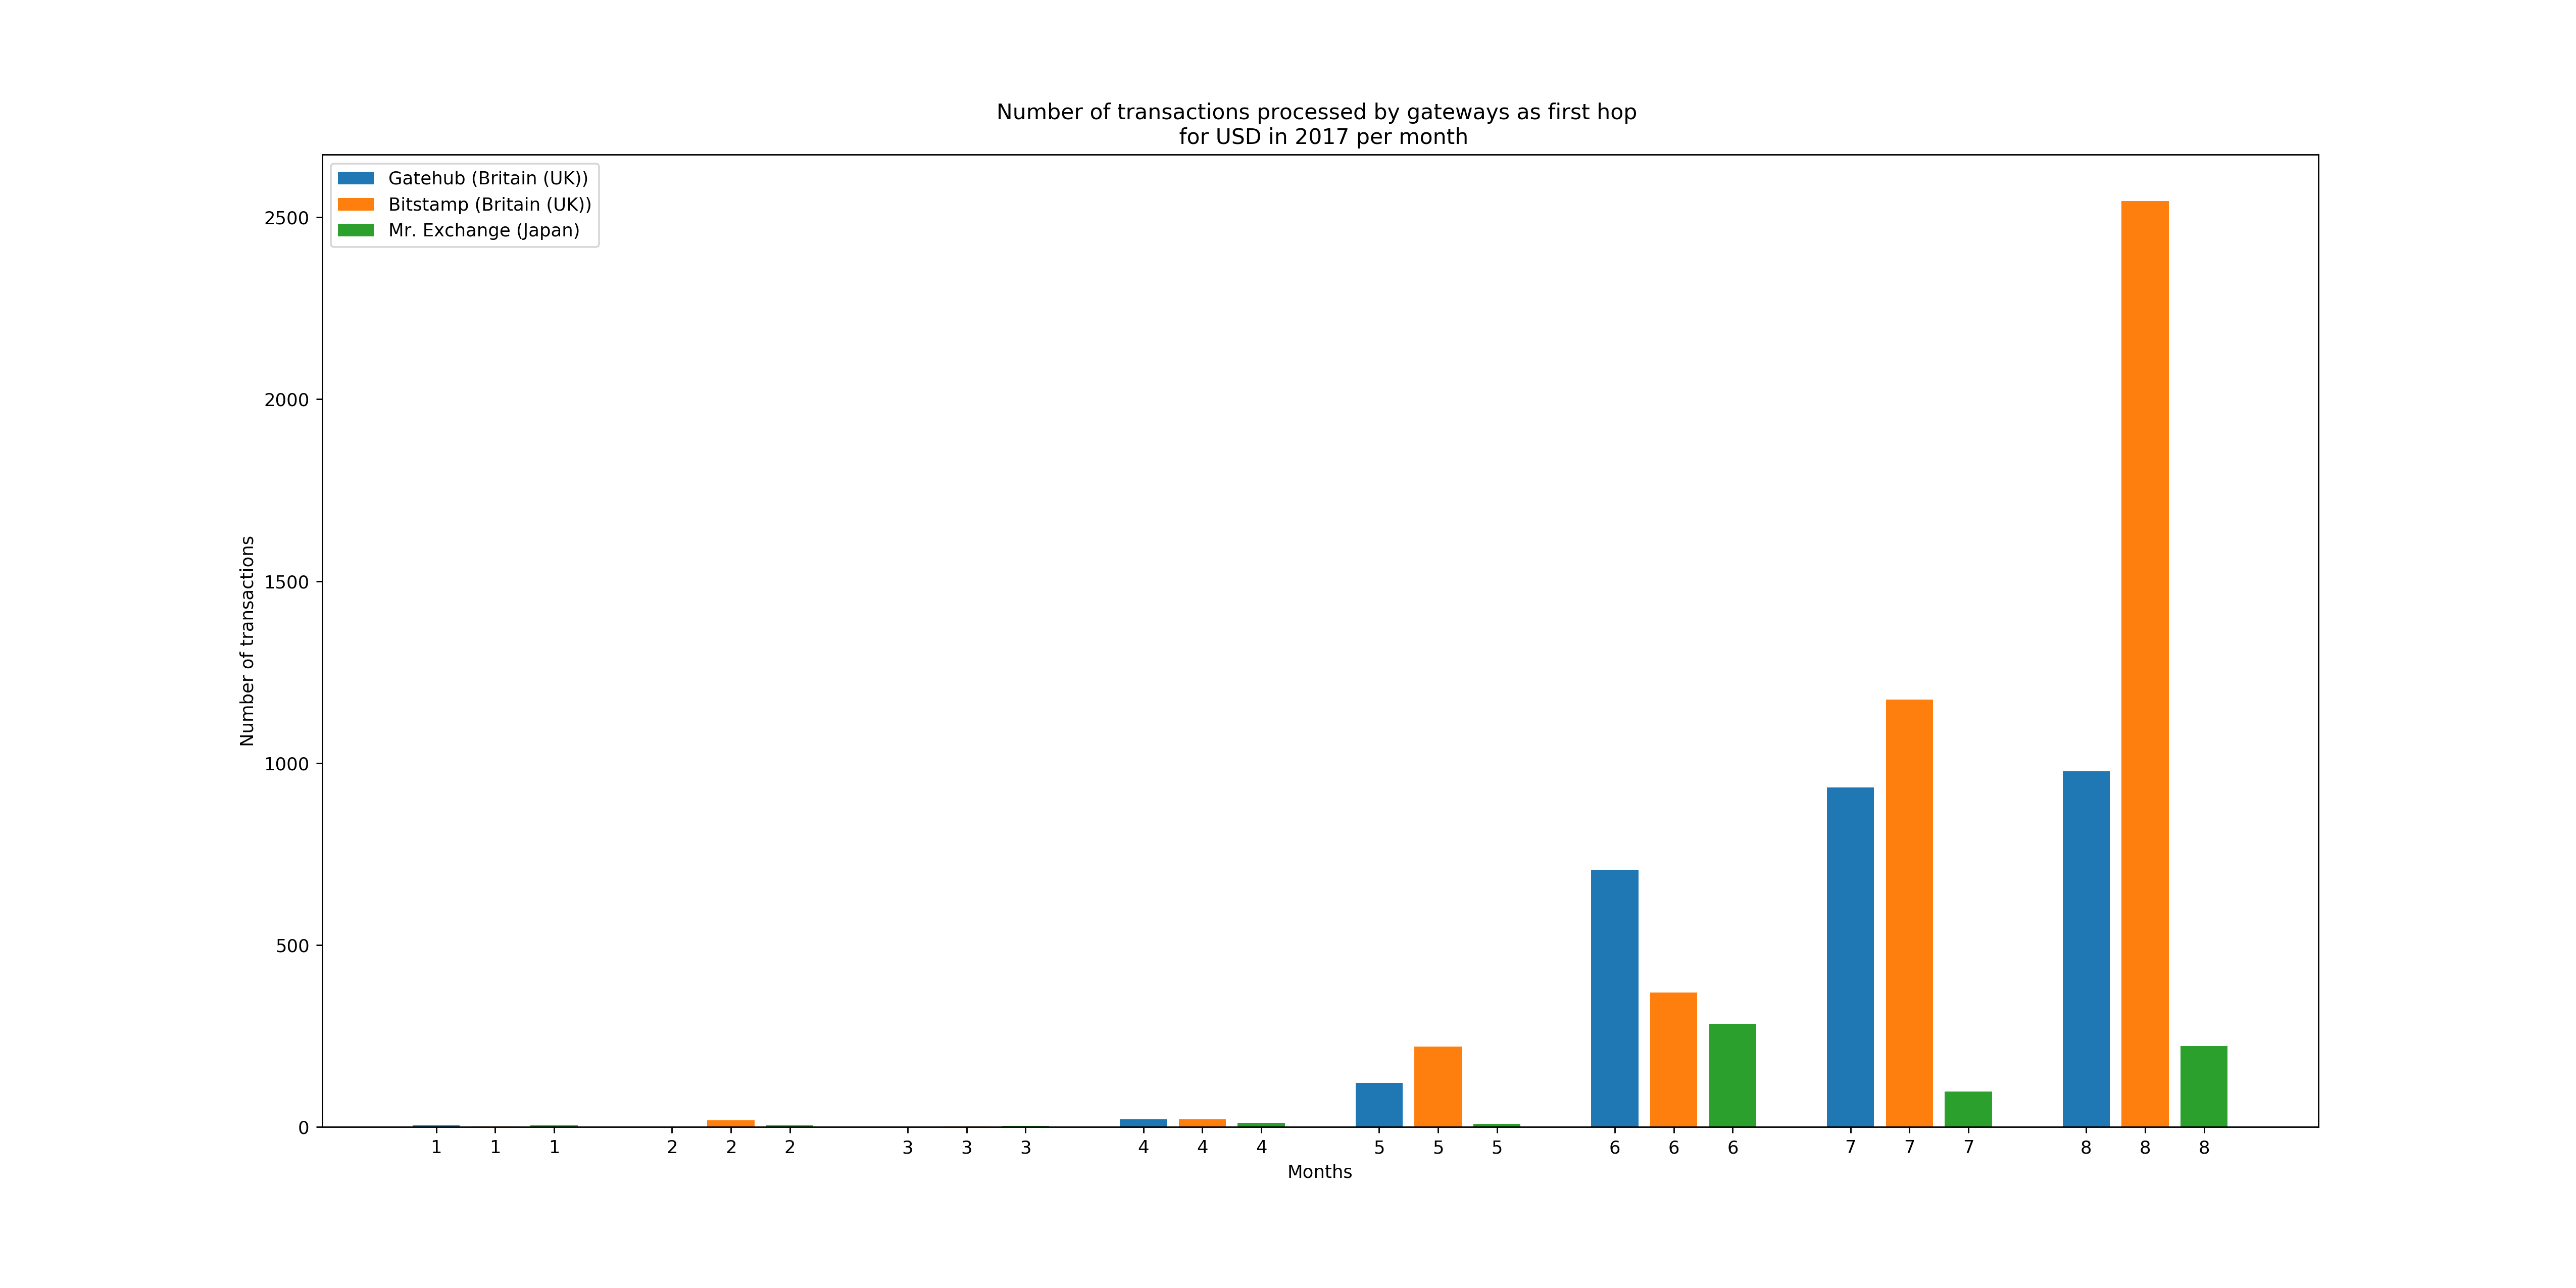 Number of transactions processed by gateways as first hop
for USD in 2017 per month
Gatehub (Britain (UK))
Bitstamp (Britain (UK))
Mr. Exchange (Japan)
Number of transactions
2500
2000
1500
1000
500
0
1 1 1 2 2 2 3 3 3 4 4 4 5 5 5 6 6 6 7 7 7 8 8 8
Months